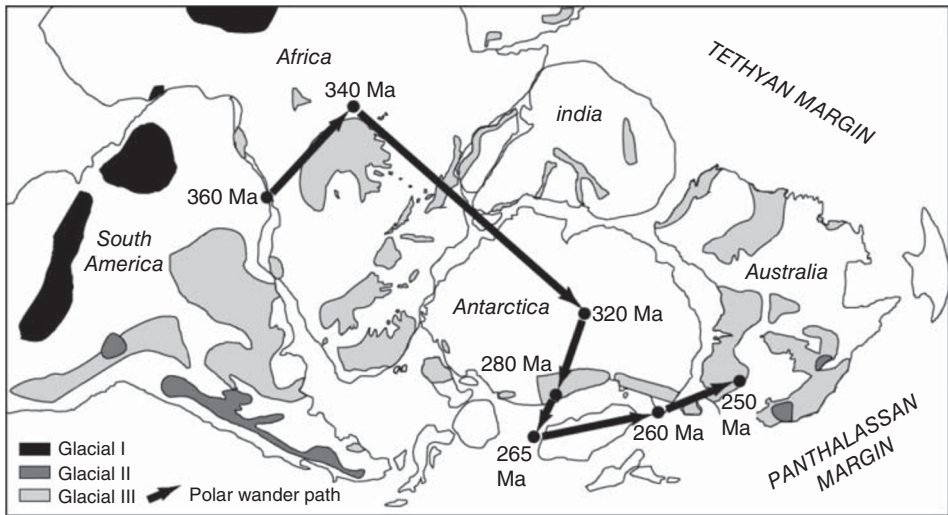 TETHYAN MARGIN
Africa
340 Ma
india
360 Ma
South
America
Australia
Antarctica
320 Ma
280 Ma
250
Ma
260 Ma
265
Ma
PANTHALASSAN
MARGIN
Glacial I
Glacial II
Glacial III
Polar wander path